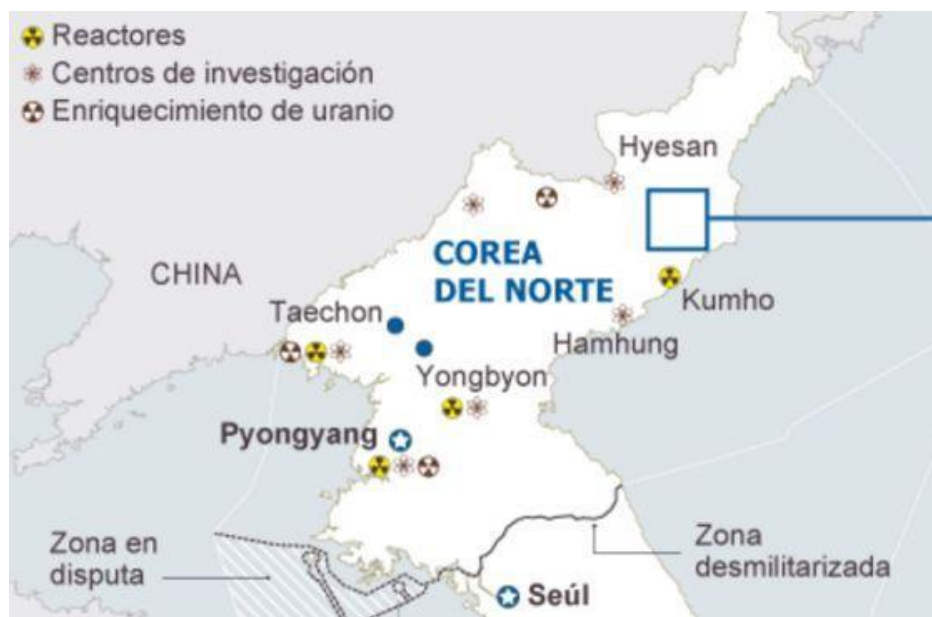 Reactores
Centros de investigación
Enriquecimiento de uranio
Hyesan
CHINA
COREA
DEL NORTE
Kumho
Taechon
Hamhung
Yongbyon
Pyongyang
Zona en
disputa
Zona
desmilitarizada
Seúl